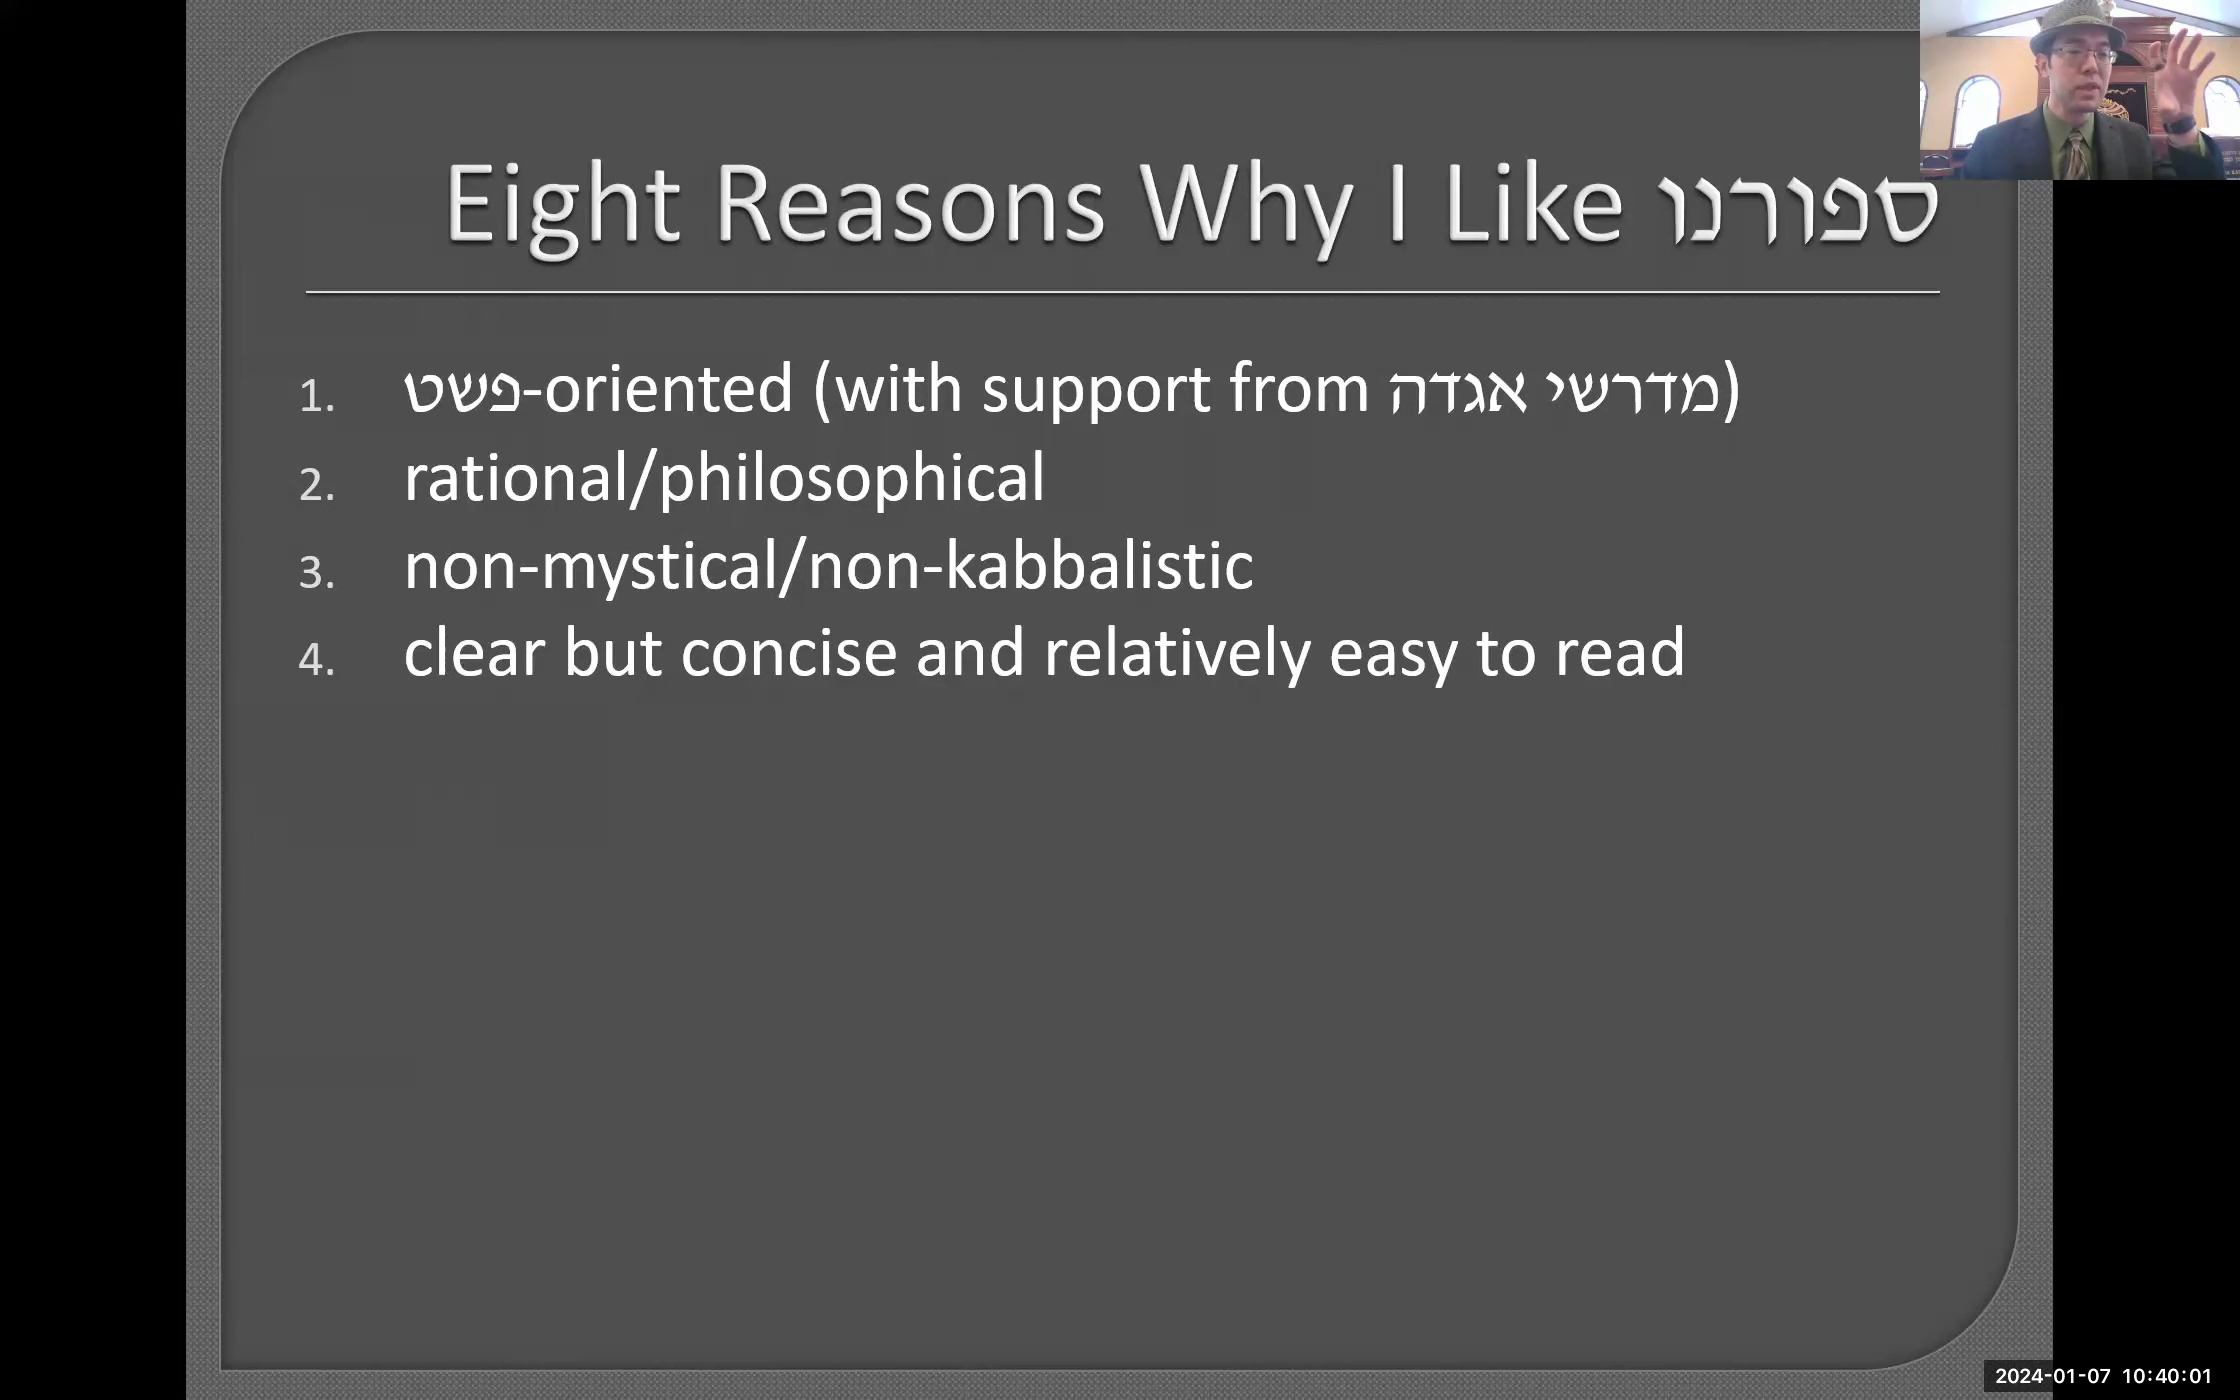 Eight Reasons Why I Like ספורנו
1. פשט-oriented (with support from מדרשי אגדה)
2. rational/philosophical
3. non-mystical/non-kabbalistic
4. clear but concise and relatively easy to read
2024-01-07 10:40:01